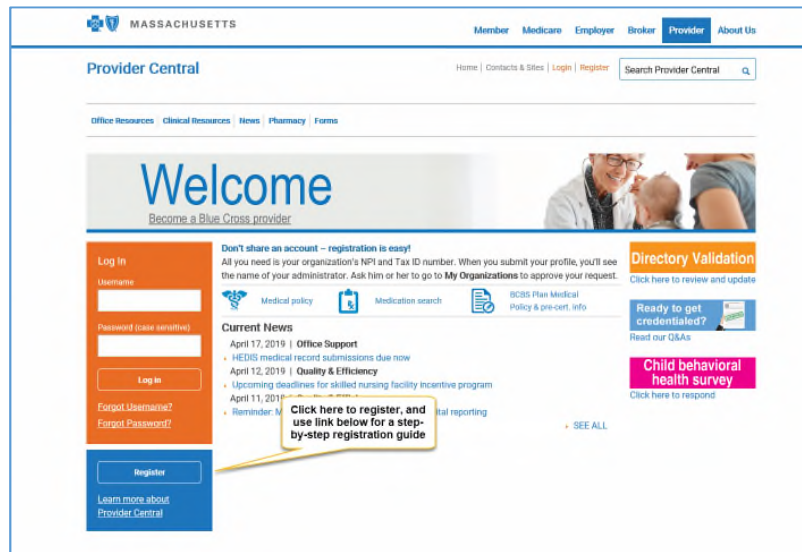 MASSACHUSETTS
Member Medicare Employer Broker Provider About Us
Provider Central
Home | Contacts & Sites | Login | Register
Search Provider Central
Office Resources | Clinical Resources | News | Pharmacy | Forms
Welcome
Become a Blue Cross provider
Log In
Username
Password (case sensitive)
Log in
Forgot Username?
Forgot Password?
Register
Learn more about
Provider Central
Don't share an account – registration is easy!
All you need is your organization's NPI and Tax ID number. When you submit your profile, you'll see
the name of your administrator. Ask him or her to go to My Organizations to approve your request.
Medical policy
Medication search
BCBS Plan Medical
Policy & pre-cert. info
Current News
April 17, 2019 | Office Support
HEDIS medical record submissions due now
April 12, 2019 | Quality & Efficiency
Upcoming deadlines for skilled nursing facility incentive program
April 11, 2019
Reminder: M ital reporting
SEE ALL
Click here to register, and
use link below for a step-
by-step registration guide
Directory Validation
Click here to review and update
Ready to get
credentialed?
Read our Q&As
Child behavioral
health survey
Click here to respond